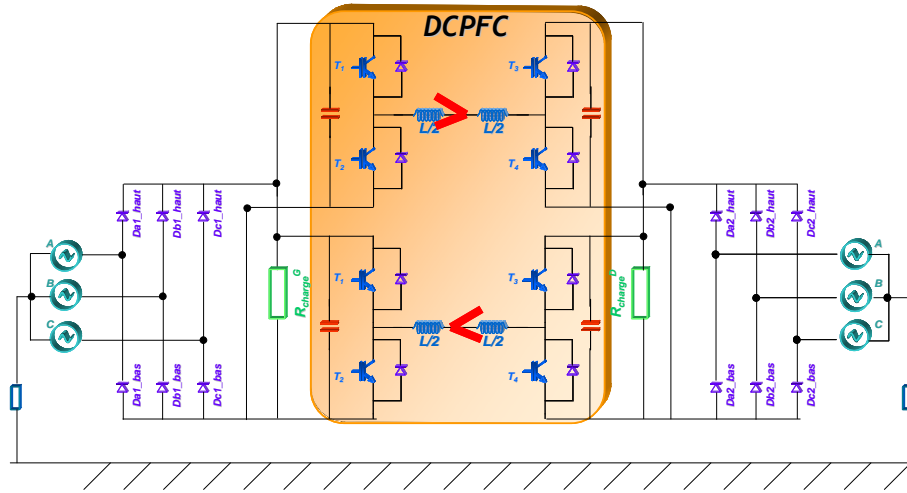 DCPFC
T1
T3
L/2
L/2
T2
T4
Da1_haut
Db1_haut
Dc1_haut
Da2_haut
Db2_haut
Dc2_haut
A
B
C
A
B
C
T1
T3
Rcharge G
Rcharge D
L/2
L/2
T2
T4
Da1_bas
Db1_bas
Dc1_bas
Da2_bas
Db2_bas
Dc2_bas